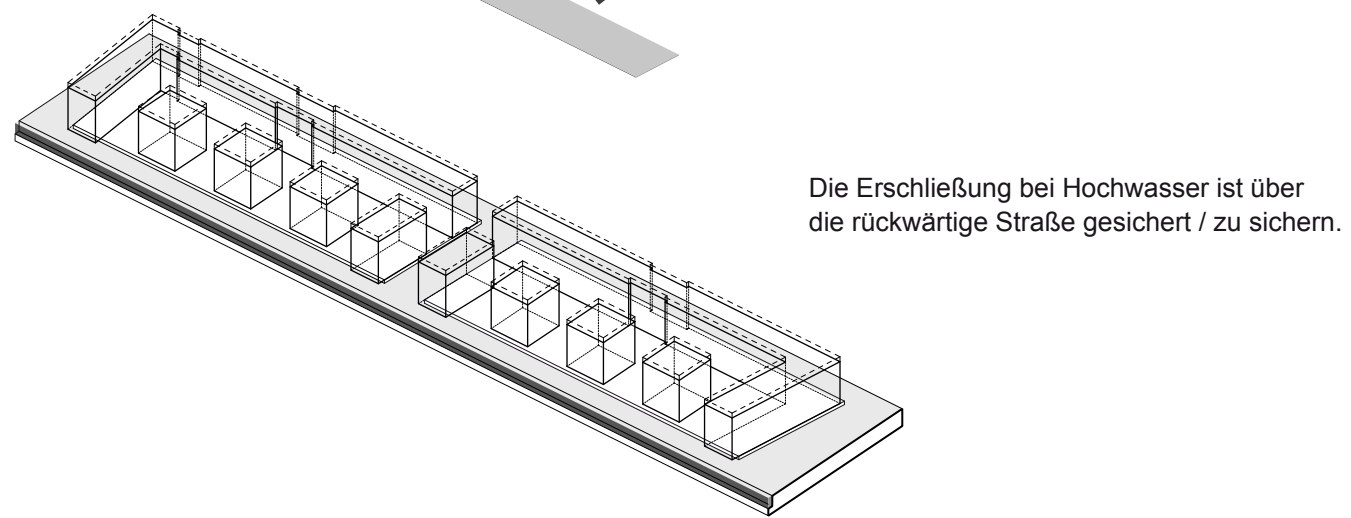 Die Erschließung bei Hochwasser ist über
die rückwärtige Straße gesichert / zu sichern.